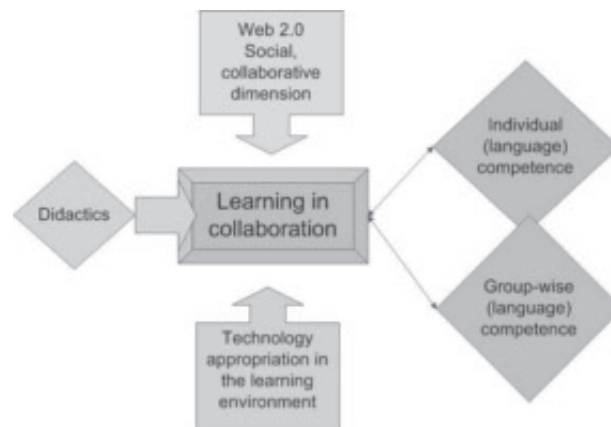 Web 2.0
Social,
collaborative
dimension
Individual
(language)
competence
Didactics
Learning in
collaboration
Group-wise
(language)
competence
Technology
appropriation in
the learning
environment